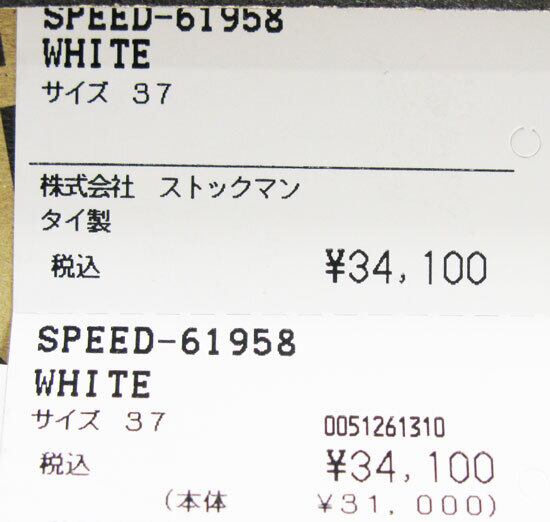 SPEED-61958
WHITE
サイズ 37
株式会社 ストックマン
タイ製
税込 ¥34,100
SPEED-61958
WHITE
サイズ 37 0051261310
税込 ¥34,100
(本体 ¥31,000)